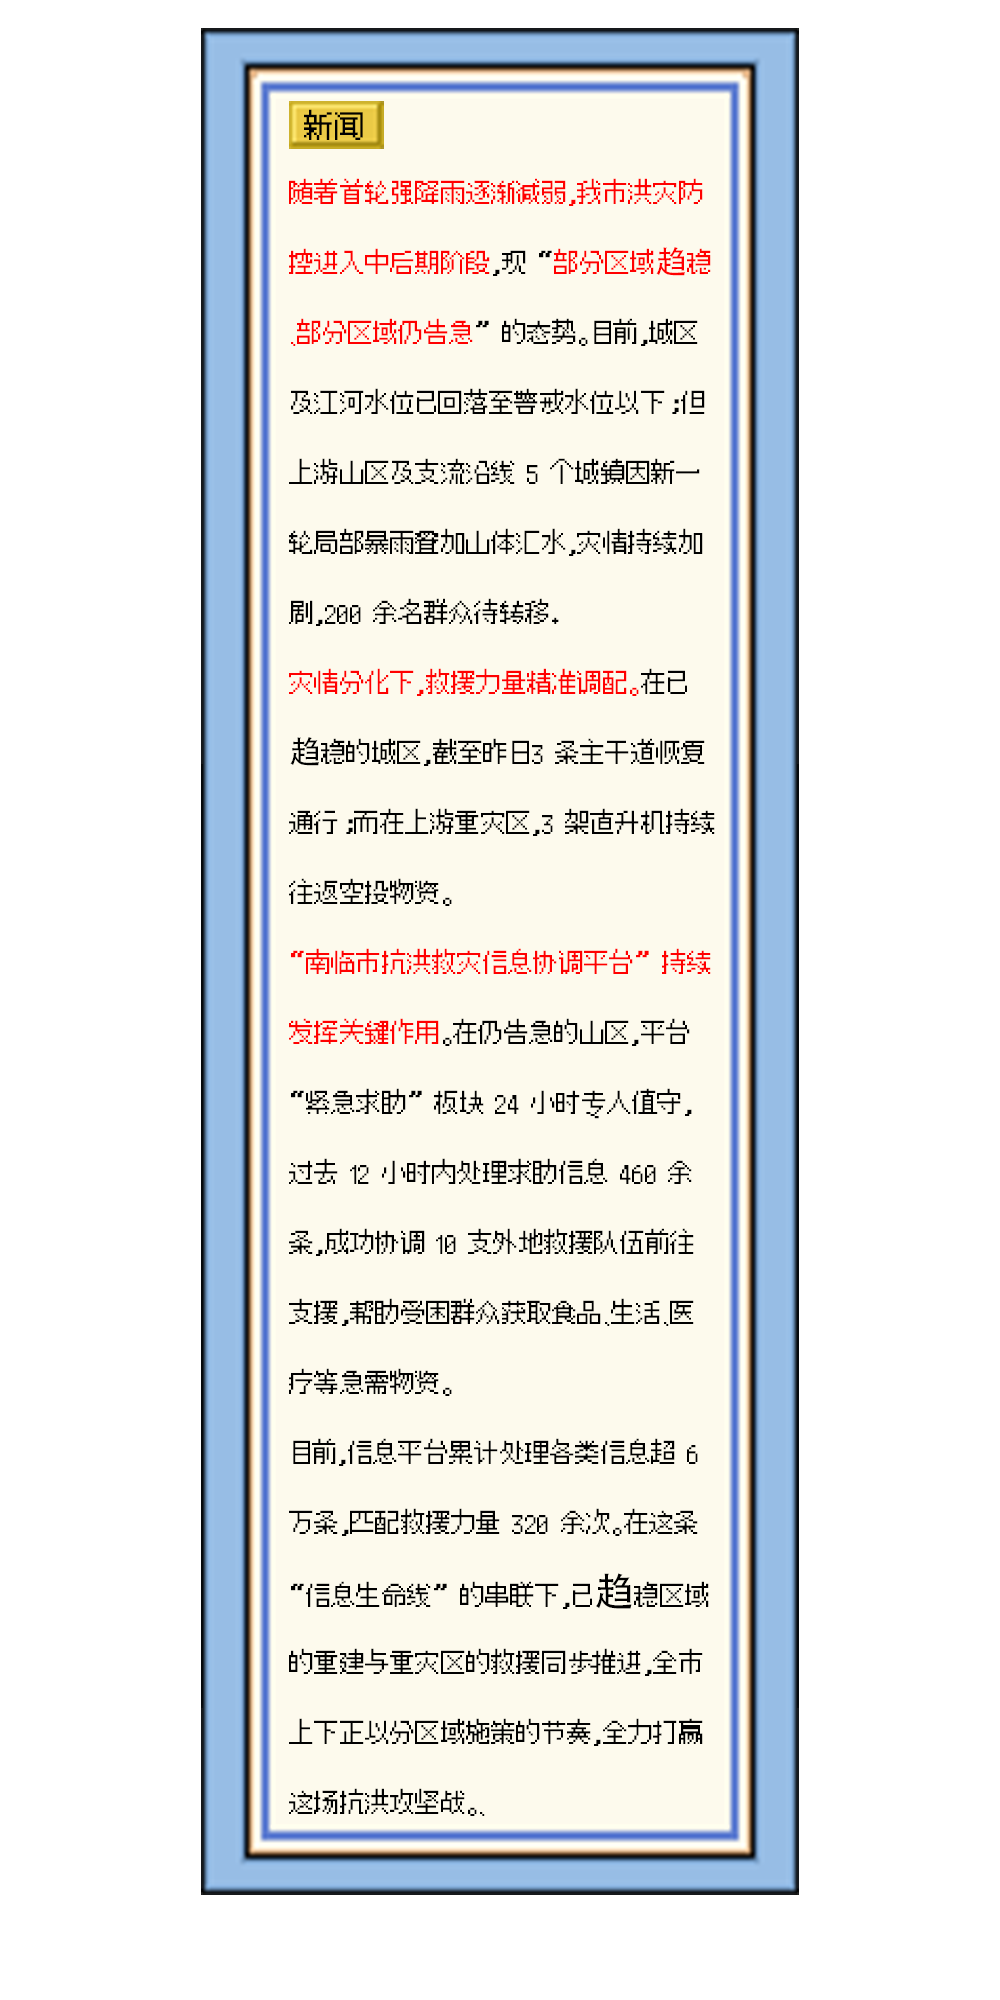 新闻
随着首轮强降雨逐渐减弱,我市洪灾防
控进入中后期阶段,现“部分区域趋稳
、部分区域仍告急”的态势。目前,城区
及江河水位已回落至警戒水位以下;但
上游山区及支流沿线 5 个城鎮因新一
轮局部暴雨叠加山体汇水,灾情持续加
剧,200 余名群众待转移.
灾情分化下,救援力量精准调配。在已
趋稳的城区,截至昨日3 条主干道恢复
通行;而在上游重灾区,3 架直升机持续
往返空投物资。
“南临市抗洪救灾信息协调平台”持续
发挥关鍵作用。在仍告急的山区,平台
“紧急求助”板块 24 小时专人值守,
过去 12 小时内处理求助信息 460 余
条,成功协调 10 支外地救援队伍前往
支援,帮助受困群众获取食品、生活、医
疗等急需物资。
目前,信息平台累计处理各类信息超 6
万条,匹配救援力量 320 余次。在这条
“信息生命线”的串联下,已趋稳区域
的重建与重灾区的救援同步推进,全市
上下正以分区域施策的节奏,全力打赢
这场抗洪攻坚战。、